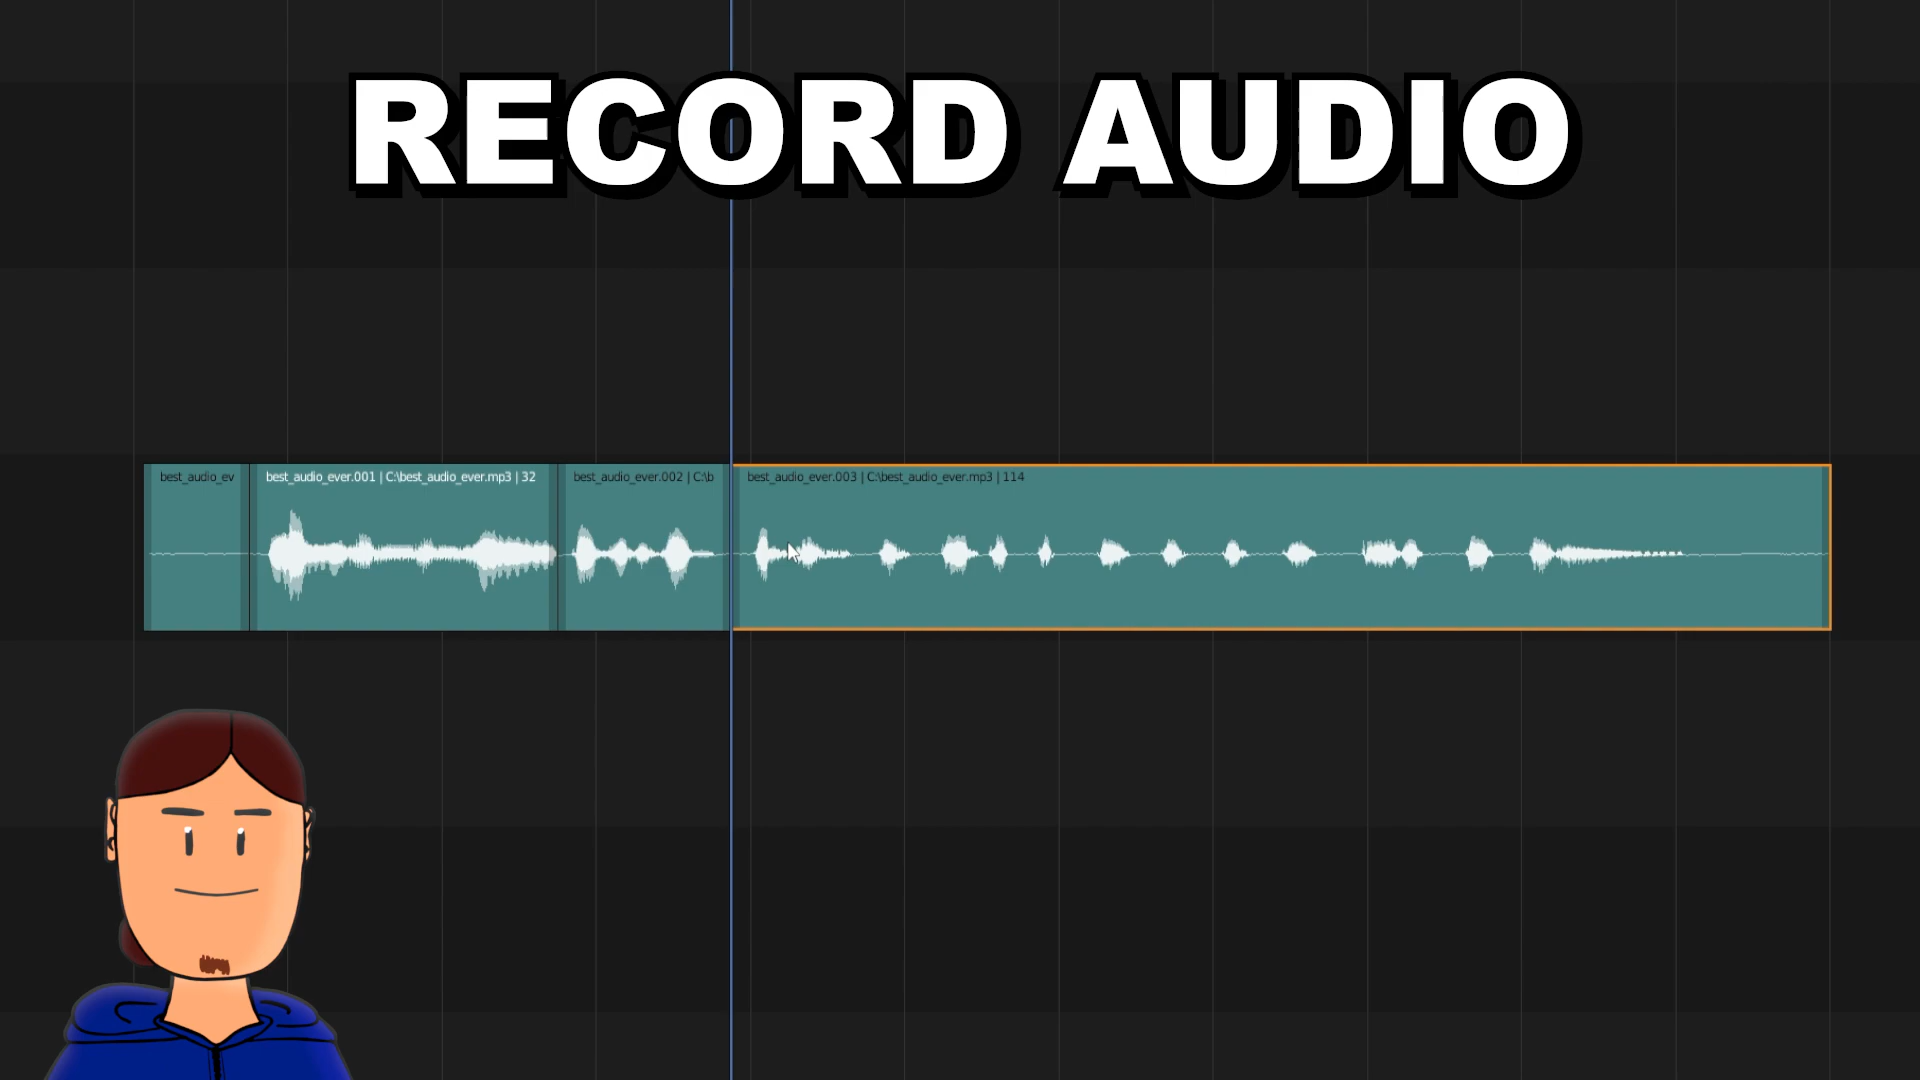 RECORD AUDIO
best_audio_ev
best_audio_ever.001 | C:\best_audio_ever.mp3 | 32
best_audio_ever.002 | C:\b
best_audio_ever.003 | C:\best_audio_ever.mp3 | 114